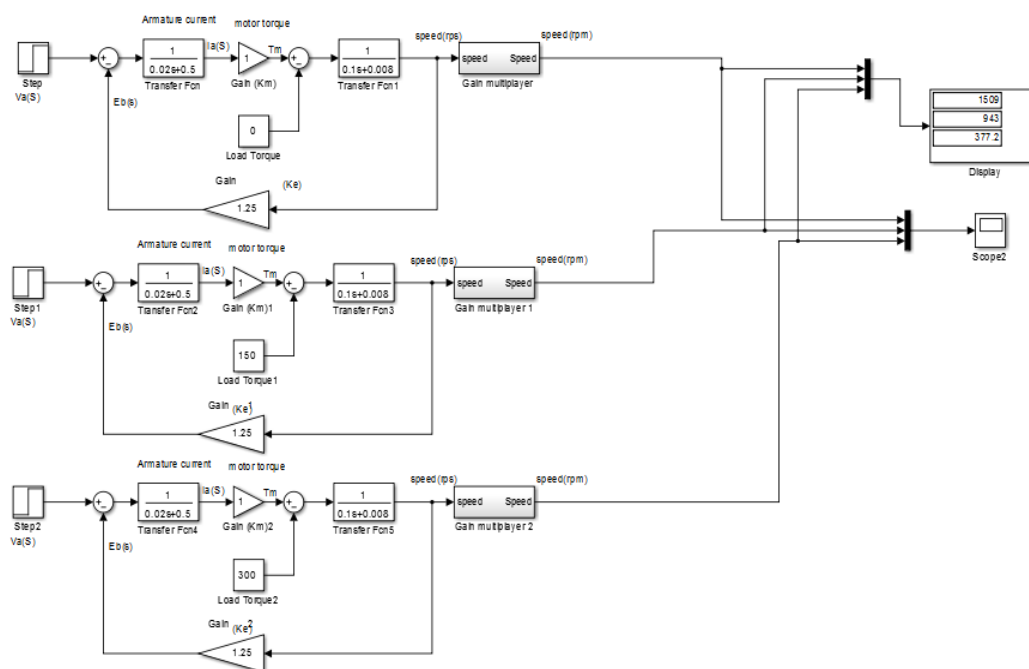 Armature current
motor torque
speed(rps)
speed(rpm)
Step
Va(S)
1
0.02s+0.5
Transfer Fcn
Ia(S)
1
Gain (Km)
Tm
1
0.1s+0.008
Transfer Fcn1
speed Speed
Gain multiplayer
Eb(s)
0
Load Torque
Gain
(Ke)
1.25
1509
943
377.2
Display
Scope2
Armature current
motor torque
speed(rps)
speed(rpm)
Step1
Va(S)
1
0.02s+0.5
Transfer Fcn2
Ia(S)
1
Gain (Km)1
Tm
1
0.1s+0.008
Transfer Fcn3
speed Speed
Gain multiplayer 1
Eb(s)
150
Load Torque1
Gain
(Ke)1
1.25
Armature current
motor torque
speed(rps)
speed(rpm)
Step2
Va(S)
1
0.02s+0.5
Transfer Fcn4
Ia(S)
1
Gain (Km)2
Tm
1
0.1s+0.008
Transfer Fcn5
speed Speed
Gain multiplayer 2
Eb(s)
300
Load Torque2
Gain
(Ke)2
1.25